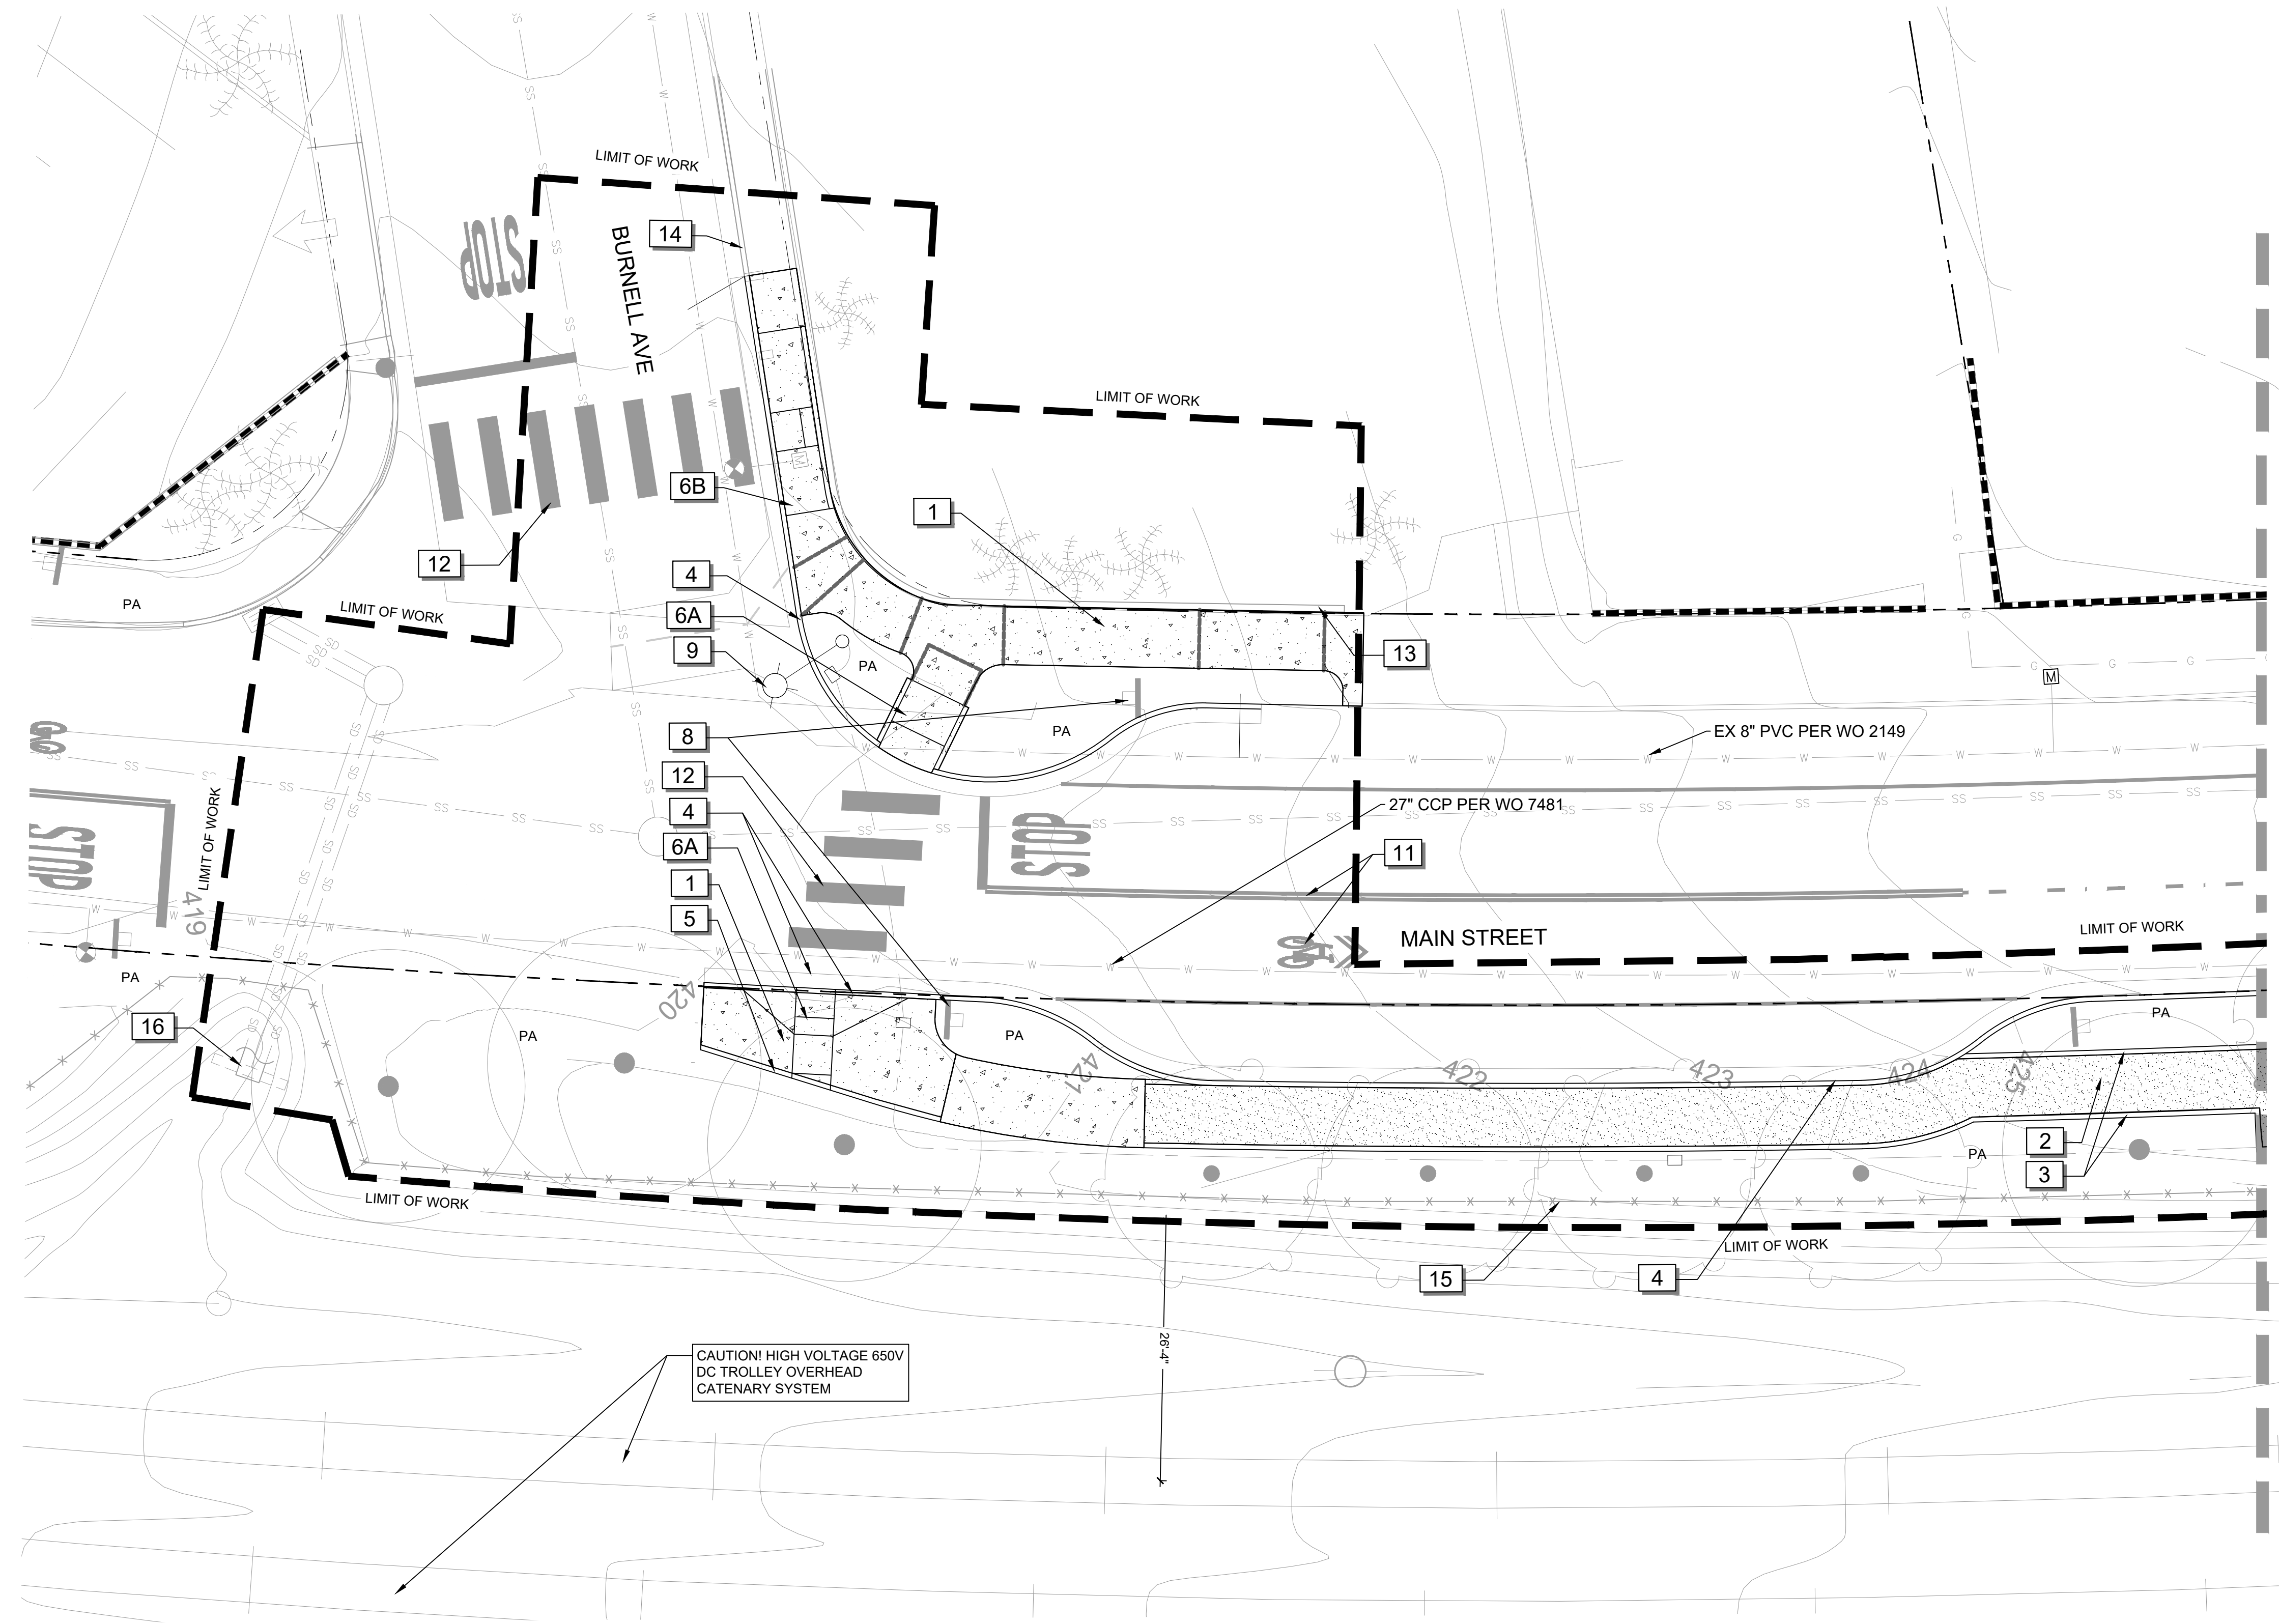 LIMIT OF WORK
STOP
14
BURNELL AVE
LIMIT OF WORK
6B
1
12
4
LIMIT OF WORK
PA
6A
9
PA
13
M
M
8
PA
EX 8" PVC PER WO 2149
12
27" CCP PER WO 7481
4
STOP
STOP
6A
11
LIMIT OF WORK
1
419
5
MAIN STREET
LIMIT OF WORK
PA
420
16
PA
PA
PA
421
422
423
424
425
2
PA
3
LIMIT OF WORK
LIMIT OF WORK
15
4
26'-4"
CAUTION! HIGH VOLTAGE 650V
DC TROLLEY OVERHEAD
CATENARY SYSTEM
SS
W
SD
G
X